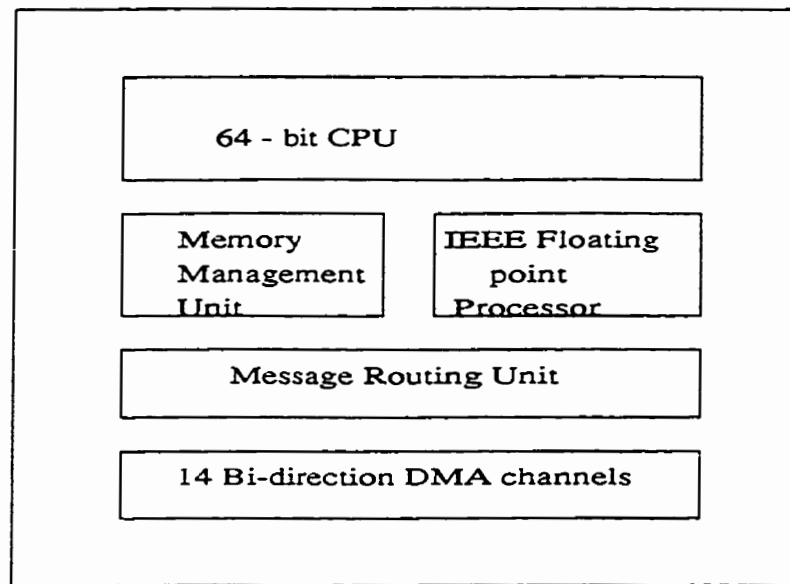 64 - bit CPU
Memory
Management
Unit
IEEE Floating
point
Processor
Message Routing Unit
14 Bi-direction DMA channels